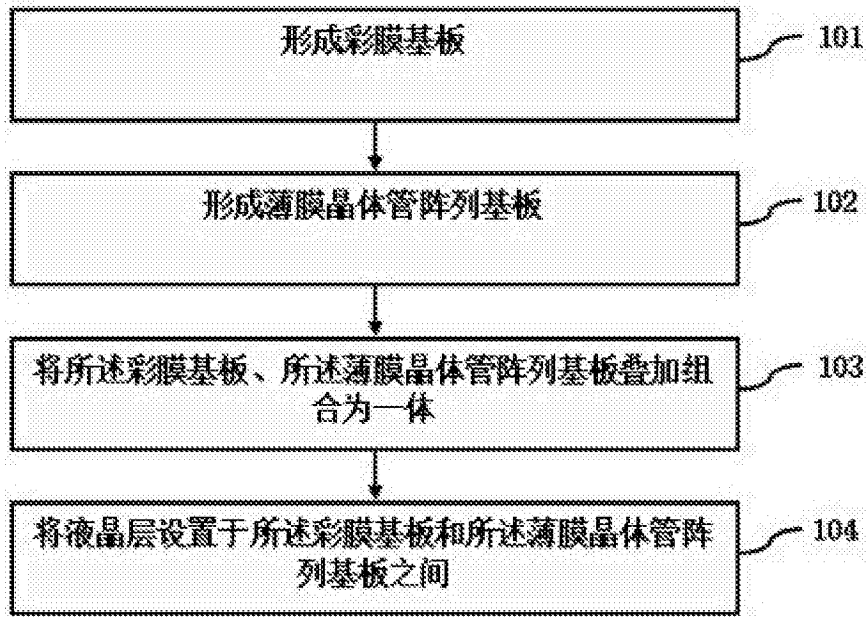 形成彩膜基板
101
形成薄膜晶体管阵列基板
102
将所述彩膜基板、所述薄膜晶体管阵列基板叠加组
合为一体
103
将液晶层设置于所述彩膜基板和所述薄膜晶体管阵
列基板之间
104